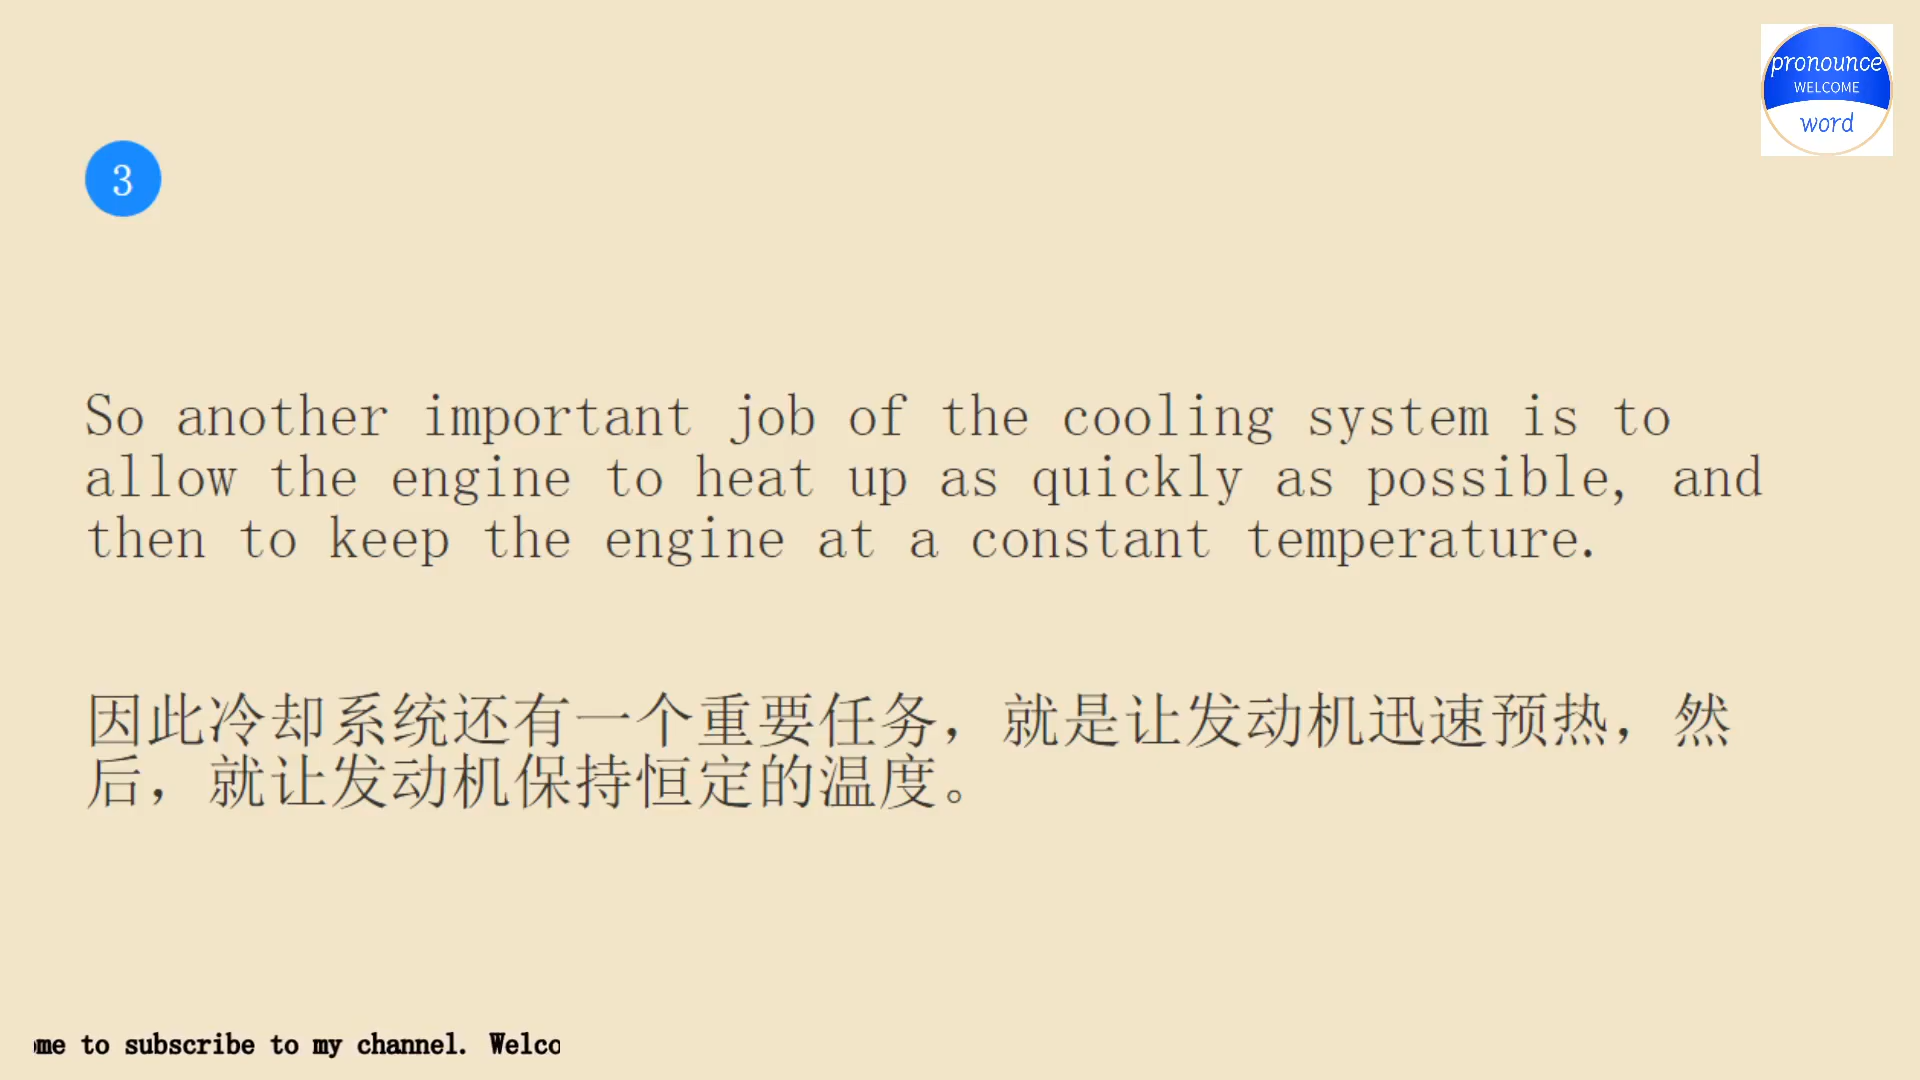 pronounce
WELCOME
word
3
So another important job of the cooling system is to
allow the engine to heat up as quickly as possible, and
then to keep the engine at a constant temperature.
因此冷却系统还有一个重要任务，就是让发动机迅速预热，然
后，就让发动机保持恒定的温度。
ome to subscribe to my channel. Welco